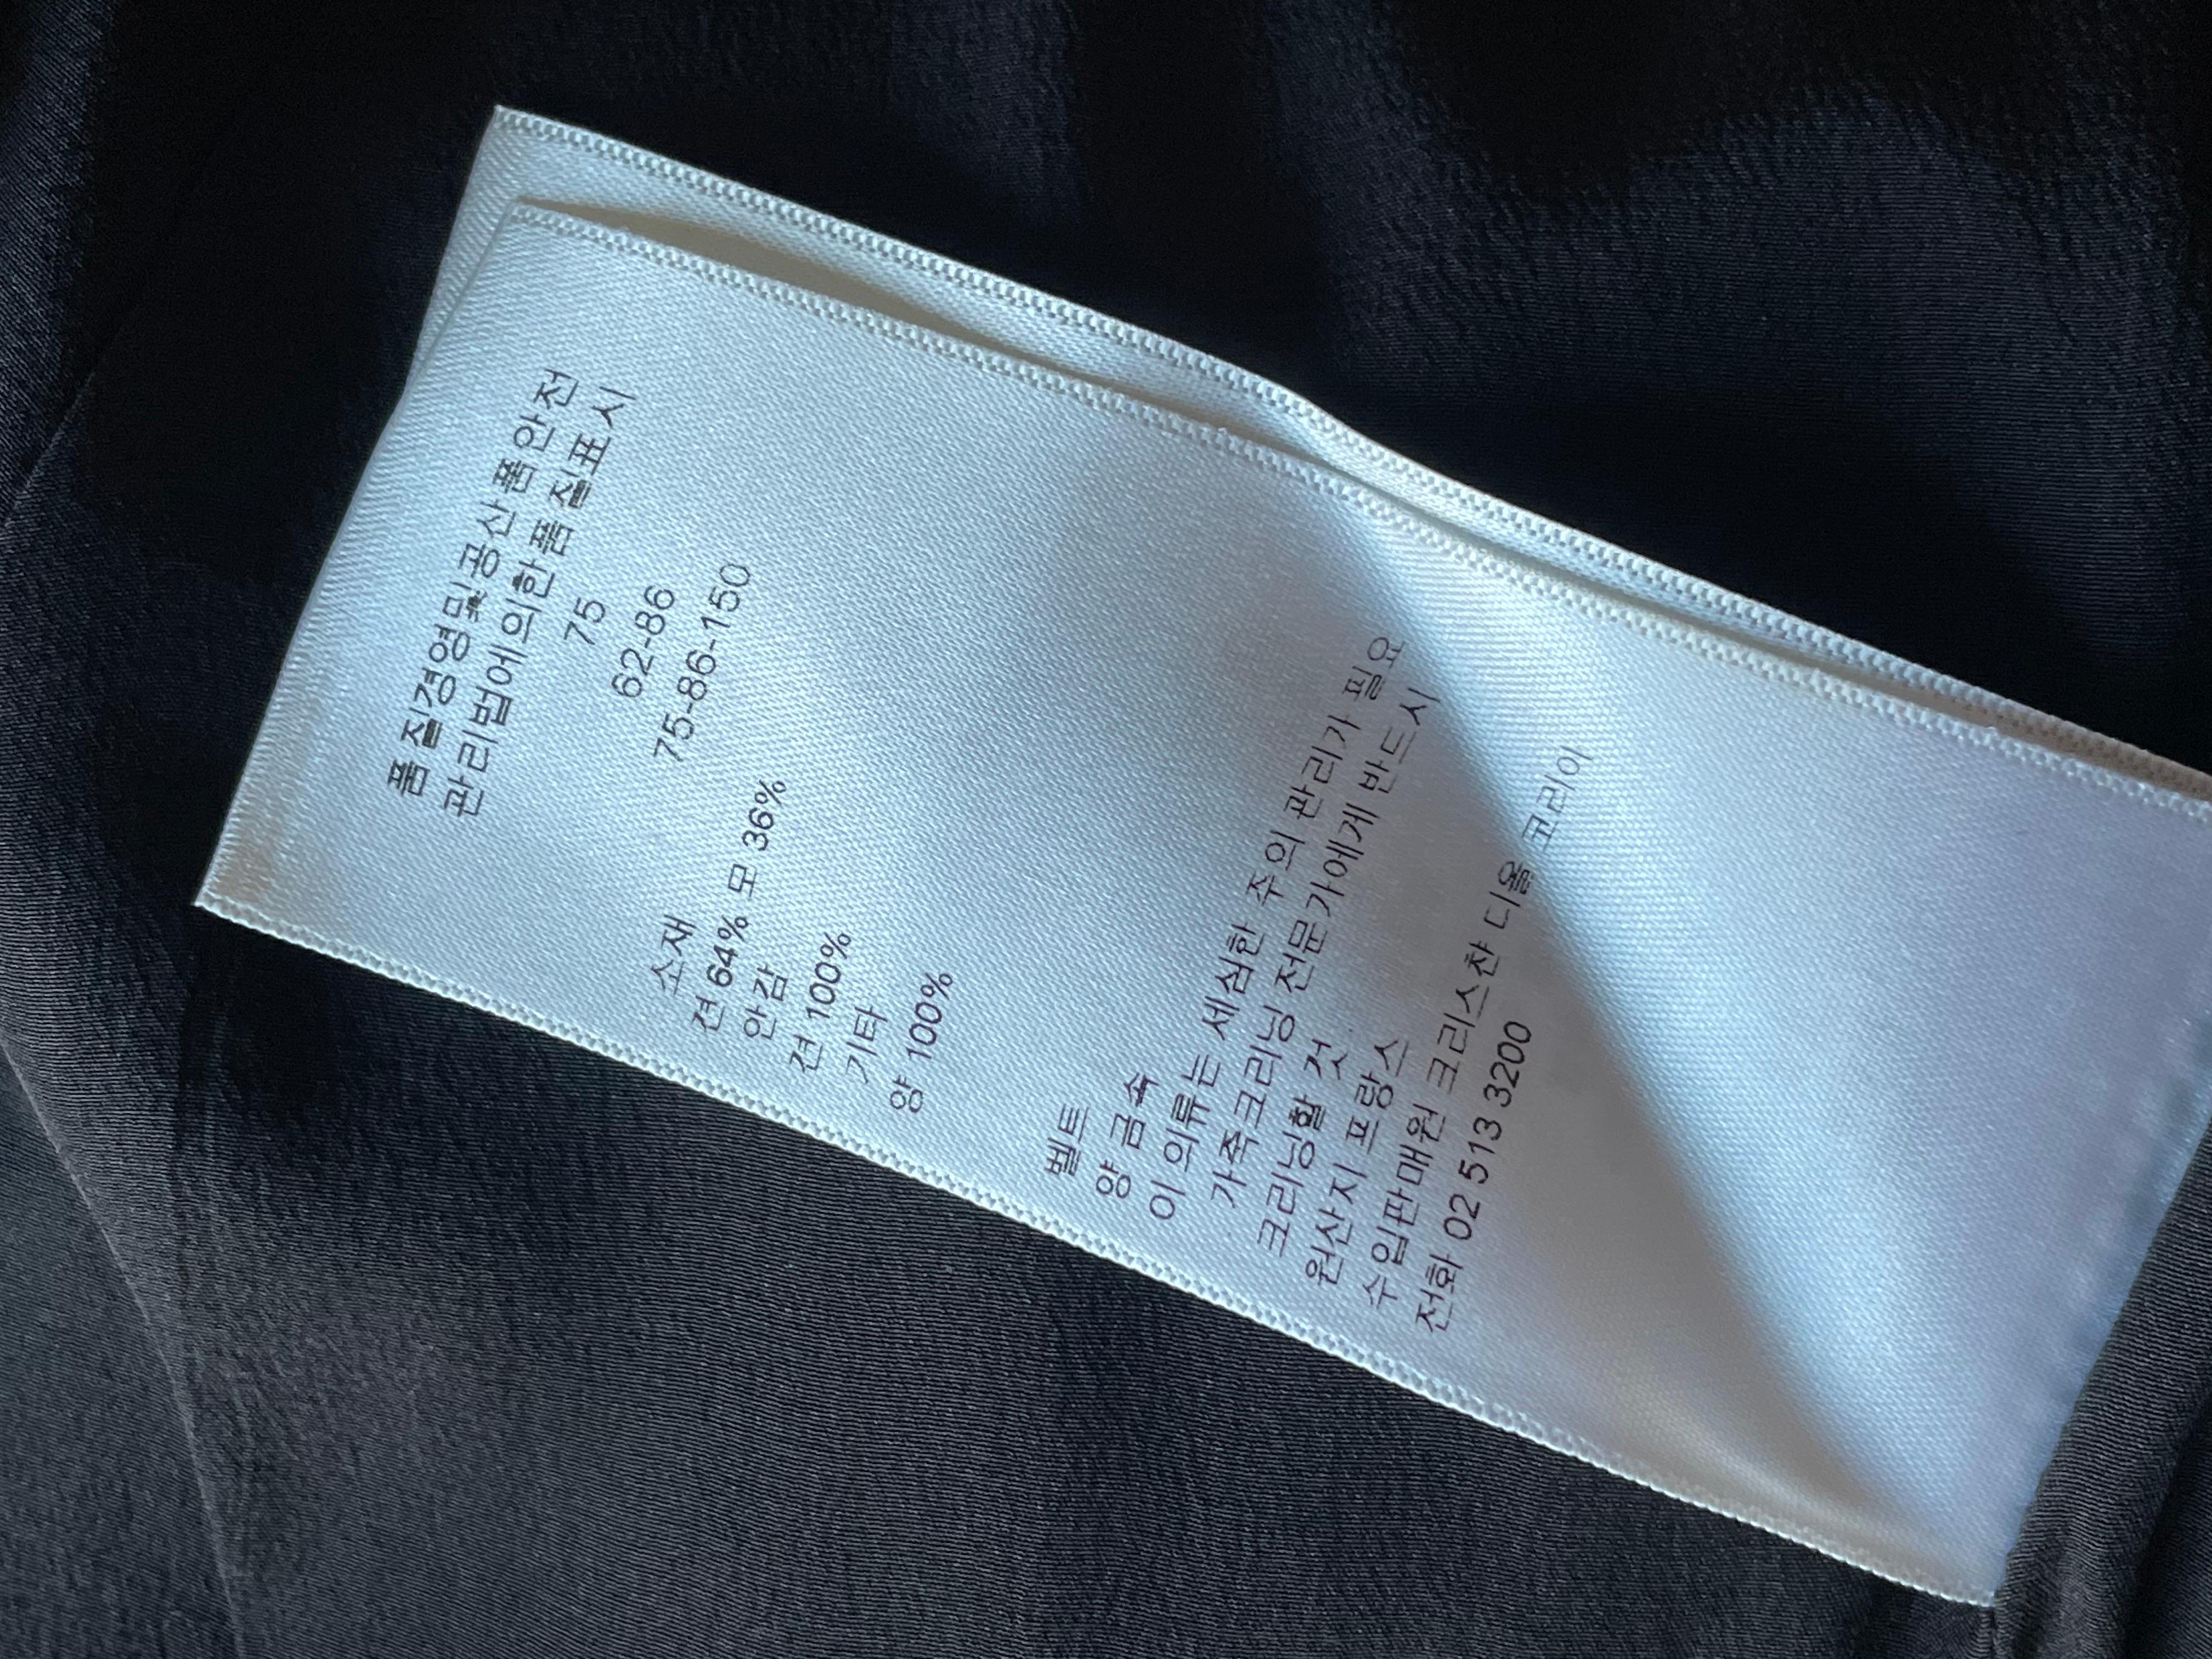 품질경영및공산품안전
관리법에의한품질표시
75
62-86
75-86-150
소재
견 64% 모 36%
안감
견 100%
기타
양 100%
벨트
양 금속
이 의류는 세심한 주의 관리가 필요
가죽크리닝 전문가에게 반드시
크리닝할 것
원산지 프랑스
수입판매원 크리스챤 디올 코리아
전화 02 513 3200